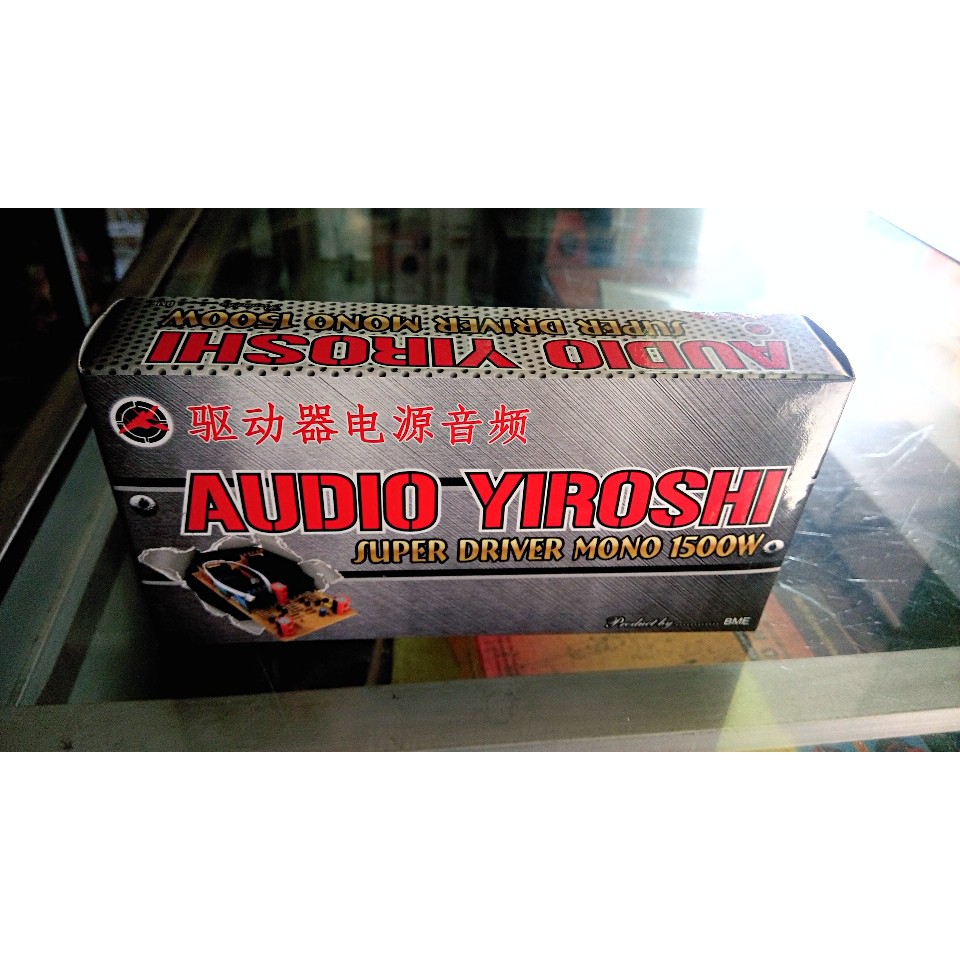 SUPER DRIVER MONO 1500W
AUDIO YIROSHI
驱动器电源音频
AUDIO YIROSHI
SUPER DRIVER MONO 1500W
Product by ............ BME